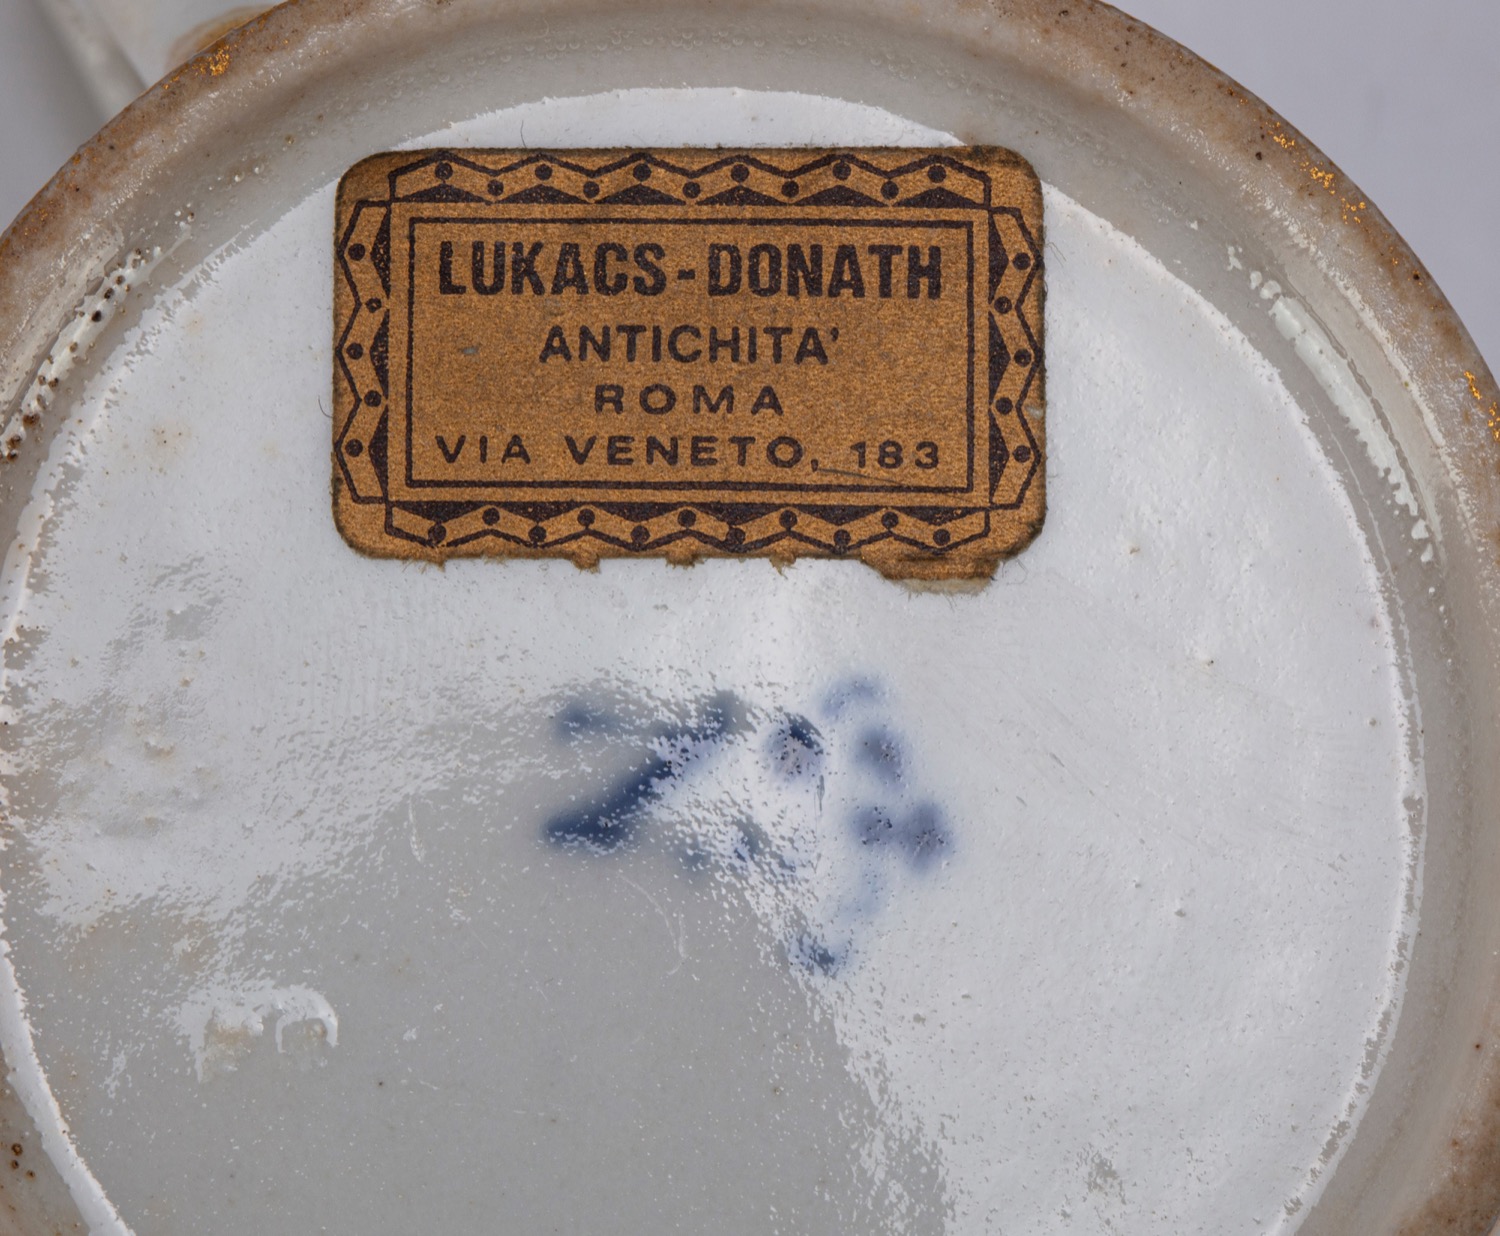 LUKACS-DONATH
ANTICHITA'
ROMA
VIA VENETO, 183